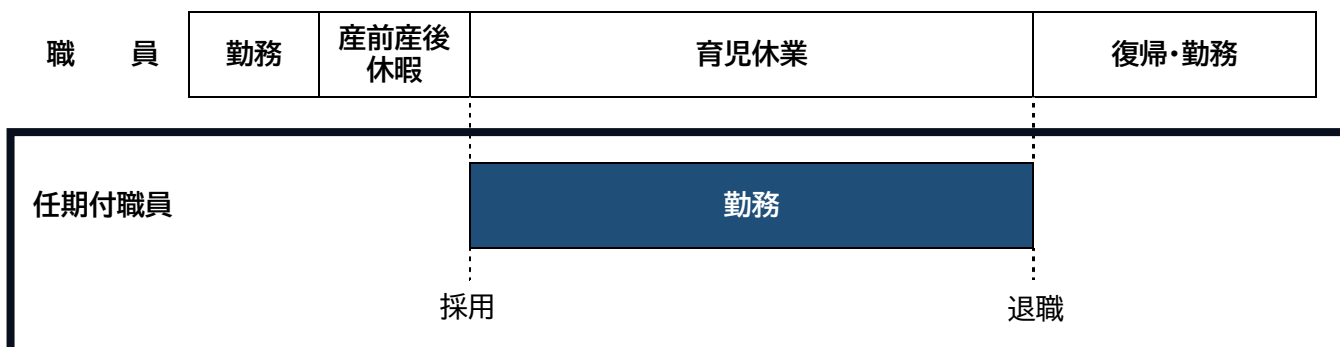 職　員
勤務
産前産後
休暇
育児休業
復帰・勤務
任期付職員
勤務
採用
退職